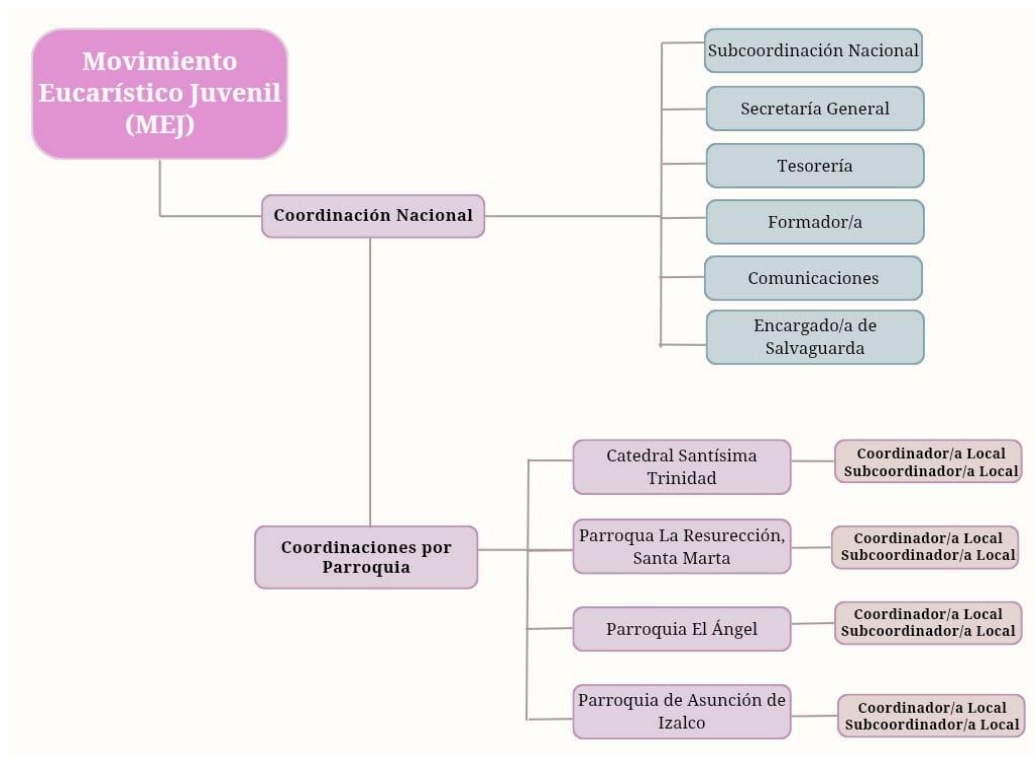 Movimiento
Eucarístico Juvenil
(MEJ)
Coordinación Nacional
Subcoordinación Nacional
Secretaría General
Tesorería
Formador/a
Comunicaciones
Encargado/a de
Salvaguarda
Coordinaciones por
Parroquia
Catedral Santísima
Trinidad
Coordinador/a Local
Subcoordinador/a Local
Parroqua La Resurección,
Santa Marta
Coordinador/a Local
Subcoordinador/a Local
Parroquia El Ángel
Coordinador/a Local
Subcoordinador/a Local
Parroquia de Asunción de
Izalco
Coordinador/a Local
Subcoordinador/a Local